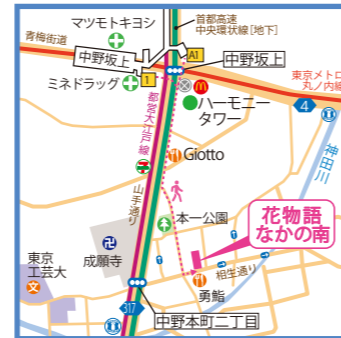 マツモトキヨシ
首都高速
中央環状線[地下]
青梅街道
中野坂上
A1
中野坂上
ミネドラッグ
1
東京メトロ
丸ノ内線
ハーモニー
タワー
4
都営大江戸線
Giotto
神田川
山手通り
本一公園
花物語
なかの南
成願寺
東京
工芸大
文
相生通り
勇鮨
317
中野本町二丁目